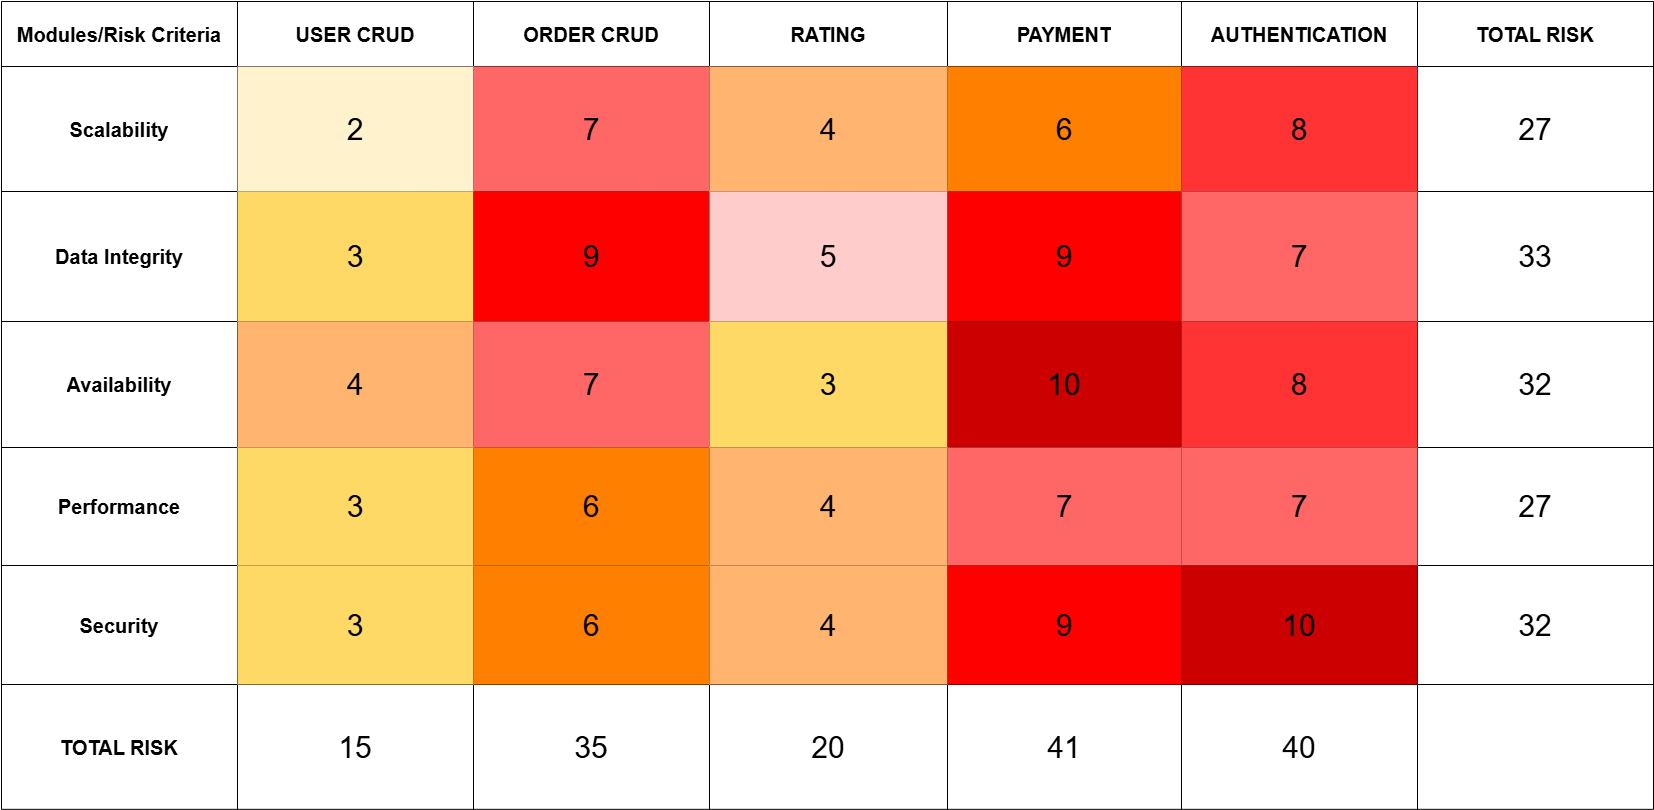 Modules/Risk Criteria USER CRUD ORDER CRUD RATING PAYMENT AUTHENTICATION TOTAL RISK
Scalability 2 7 4 6 8 27
Data Integrity 3 9 5 9 7 33
Availability 4 7 3 10 8 32
Performance 3 6 4 7 7 27
Security 3 6 4 9 10 32
TOTAL RISK 15 35 20 41 40